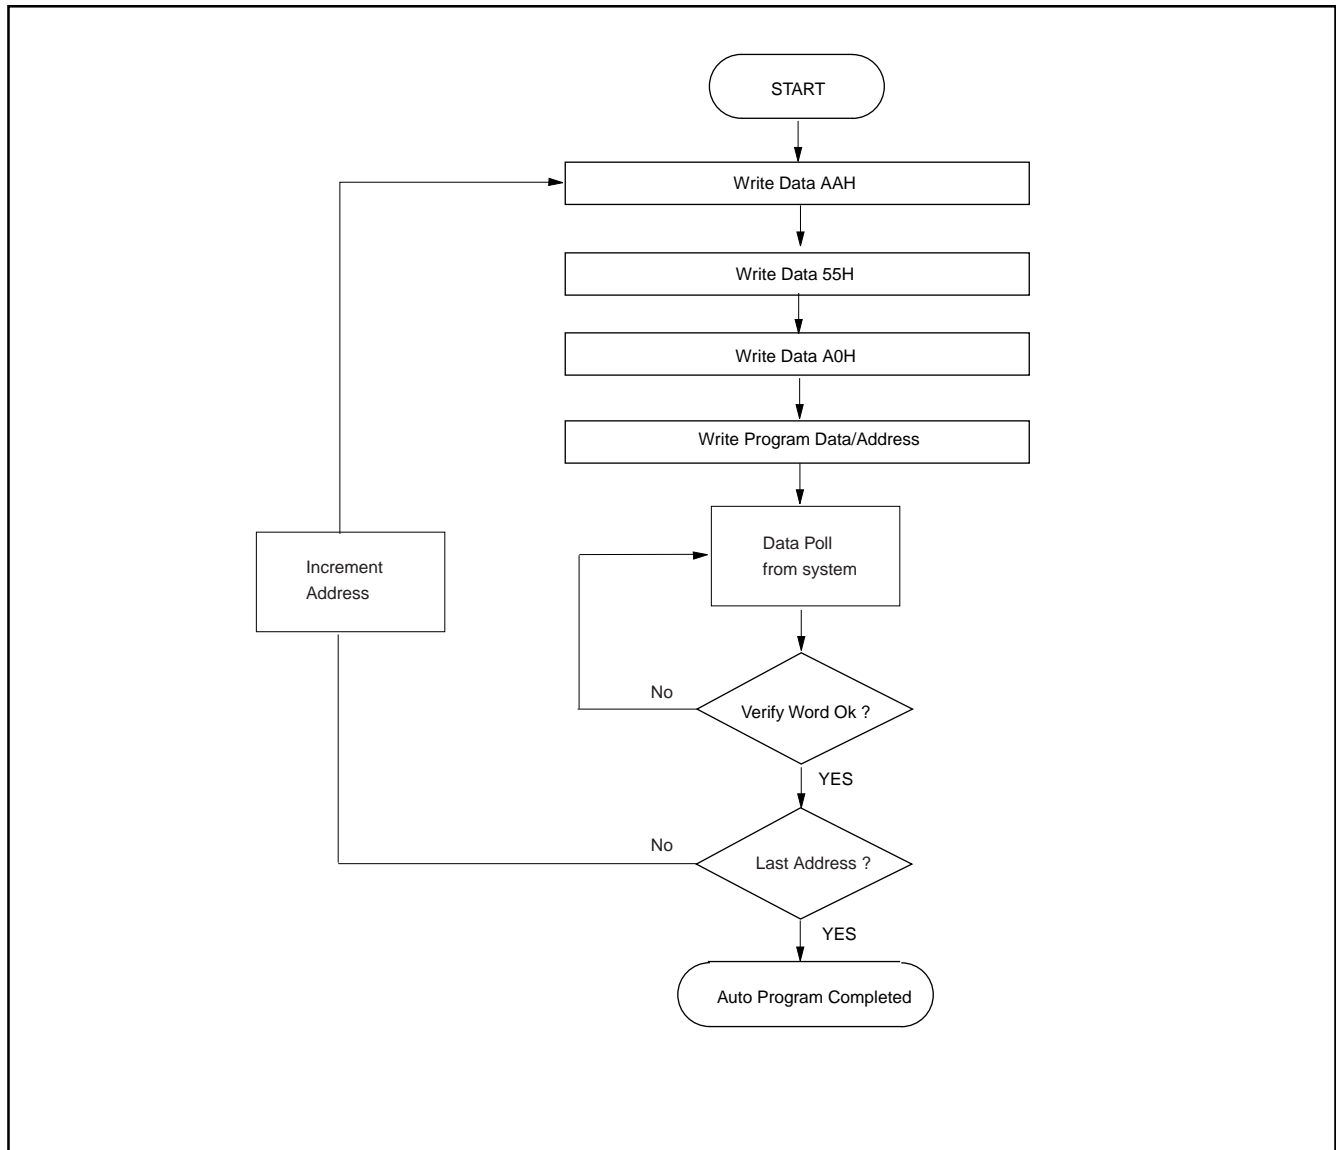 START
Write Data AAH
Write Data 55H
Write Data A0H
Write Program Data/Address
Data Poll
from system
Increment
Address
No
Verify Word Ok ?
YES
No
Last Address ?
YES
Auto Program Completed